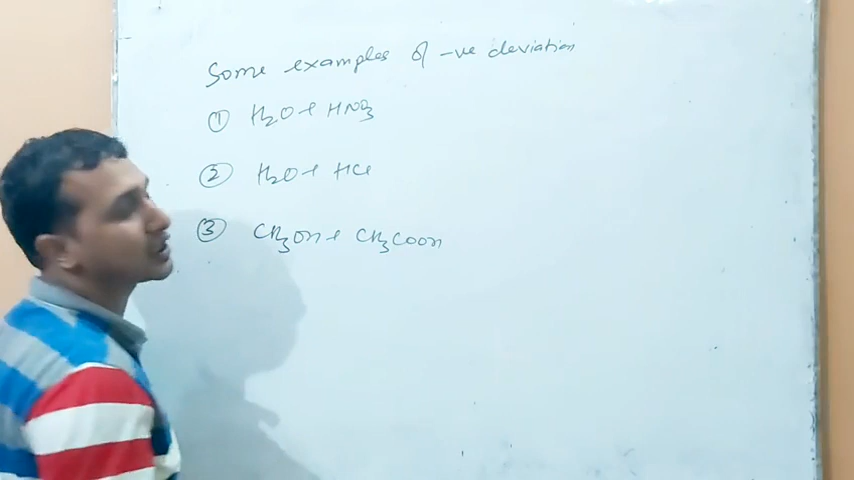 Some examples of -ve deviation
① H₂O + HNO₃
② H₂O + HCl
③ CH₃OH + CH₃COOH